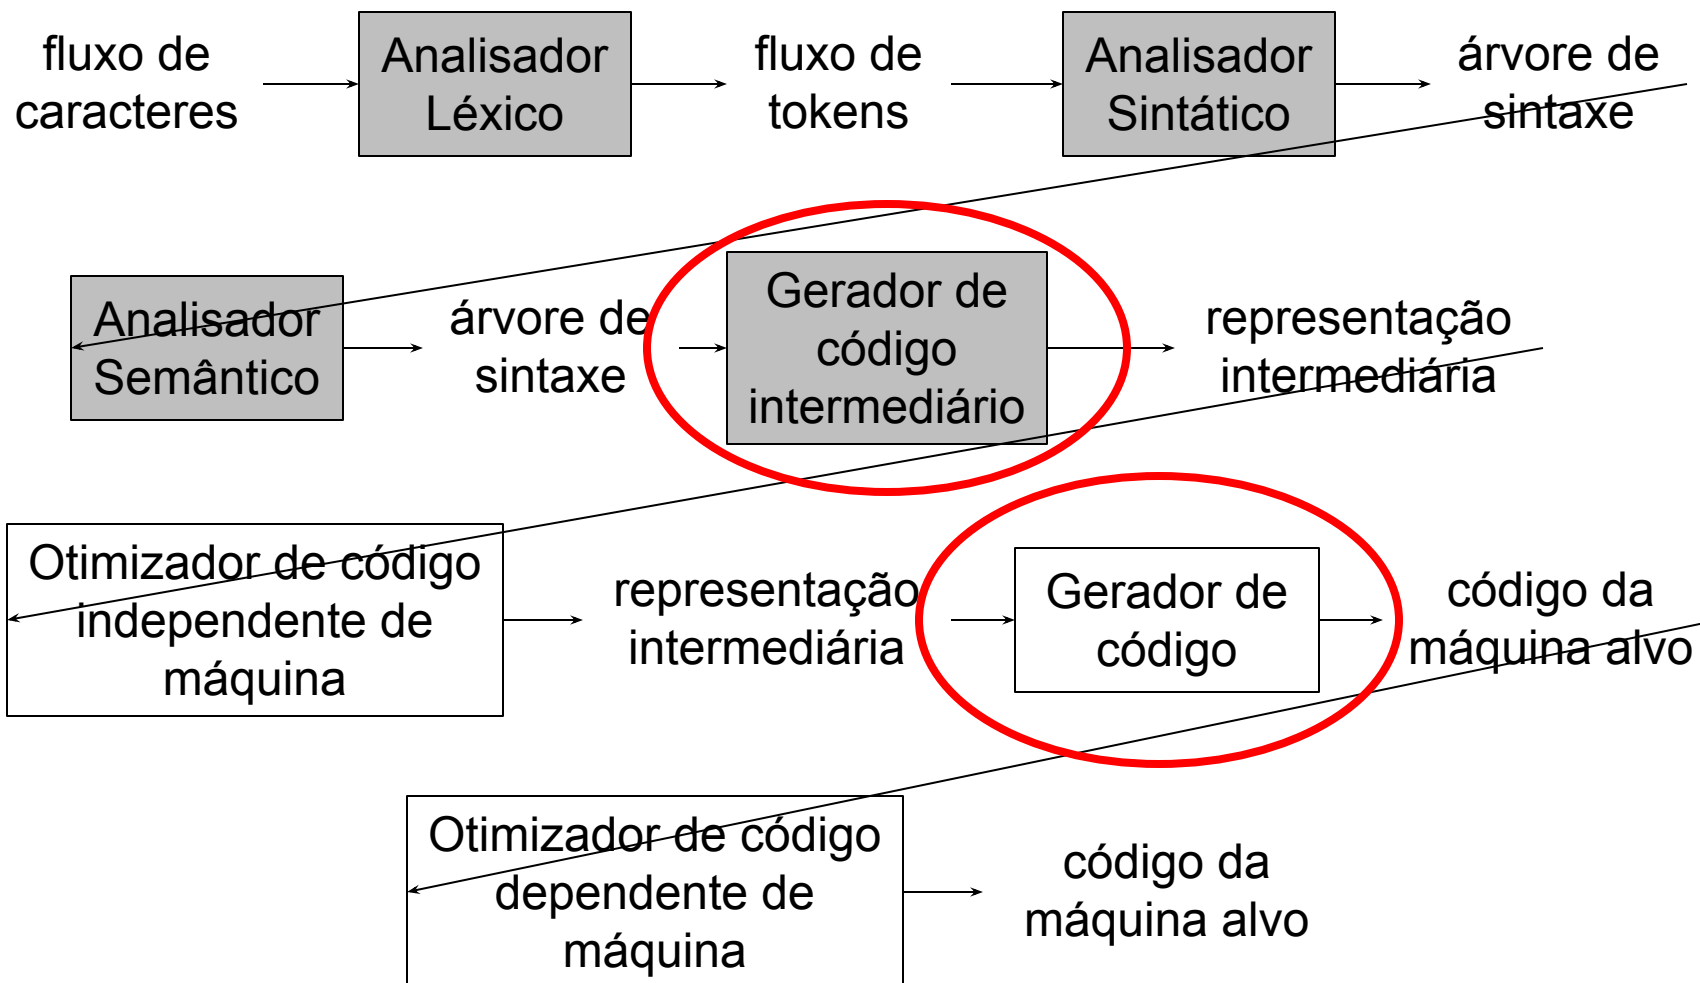 fluxo de
caracteres
Analisador
Léxico
fluxo de
tokens
Analisador
Sintático
árvore de
sintaxe
Analisador
Semântico
árvore de
sintaxe
Gerador de
código
intermediário
representação
intermediária
Otimizador de código
independente de
máquina
representação
intermediária
Gerador de
código
código da
máquina alvo
Otimizador de código
dependente de
máquina
código da
máquina alvo